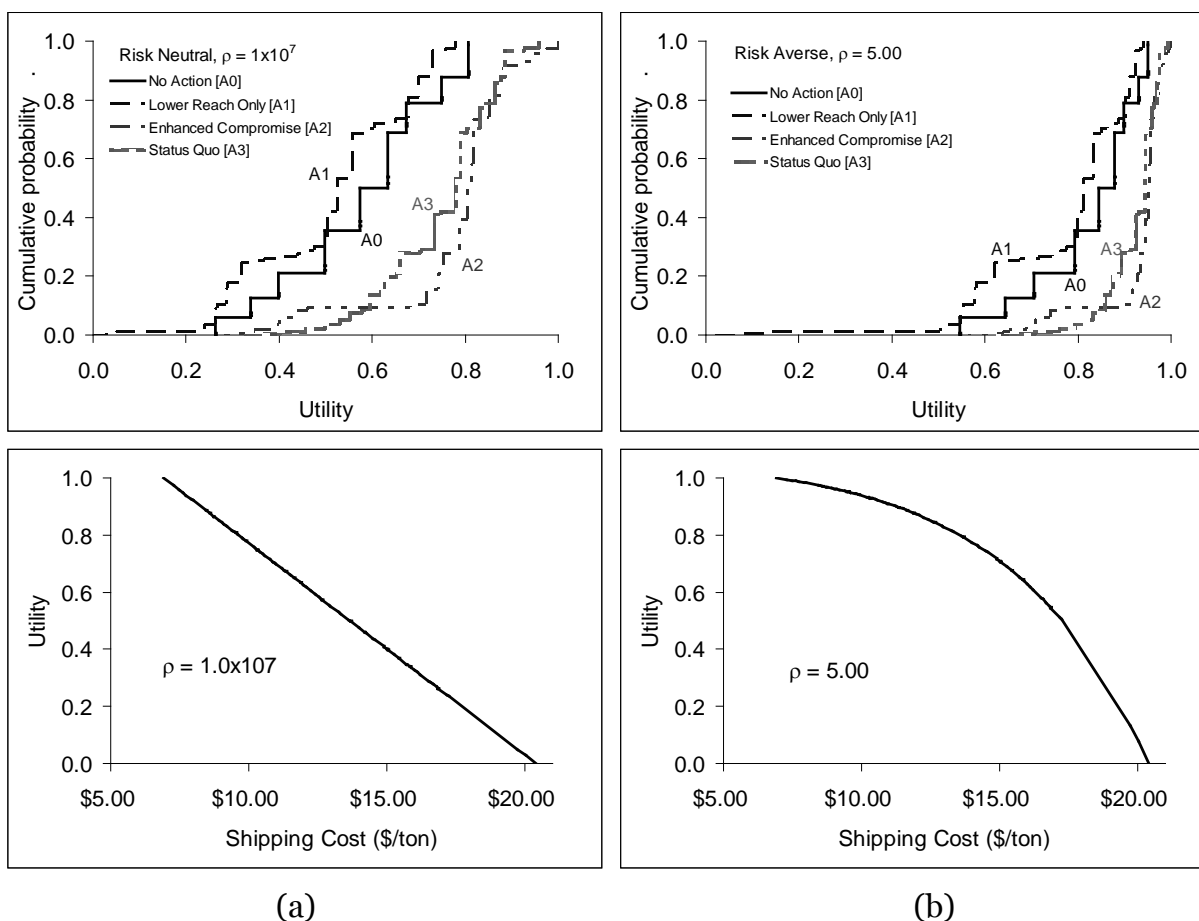 Risk Neutral, ρ = 1x10⁷
No Action [A0]
Lower Reach Only [A1]
Enhanced Compromise [A2]
Status Quo [A3]
A1
A3
A0
A2
1.0
0.8
0.6
0.4
0.2
0.0
Cumulative probability
0.0 0.2 0.4 0.6 0.8 1.0
Utility
Risk Averse, ρ = 5.00
No Action [A0]
Lower Reach Only [A1]
Enhanced Compromise [A2]
Status Quo [A3]
A1
A3
A0
A2
1.0
0.8
0.6
0.4
0.2
0.0
Cumulative probability
0.0 0.2 0.4 0.6 0.8 1.0
Utility
1.0
0.8
0.6
0.4
0.2
0.0
Utility
ρ = 1.0x107
$5.00 $10.00 $15.00 $20.00
Shipping Cost ($/ton)
1.0
0.8
0.6
0.4
0.2
0.0
Utility
ρ = 5.00
$5.00 $10.00 $15.00 $20.00
Shipping Cost ($/ton)
(a)
(b)